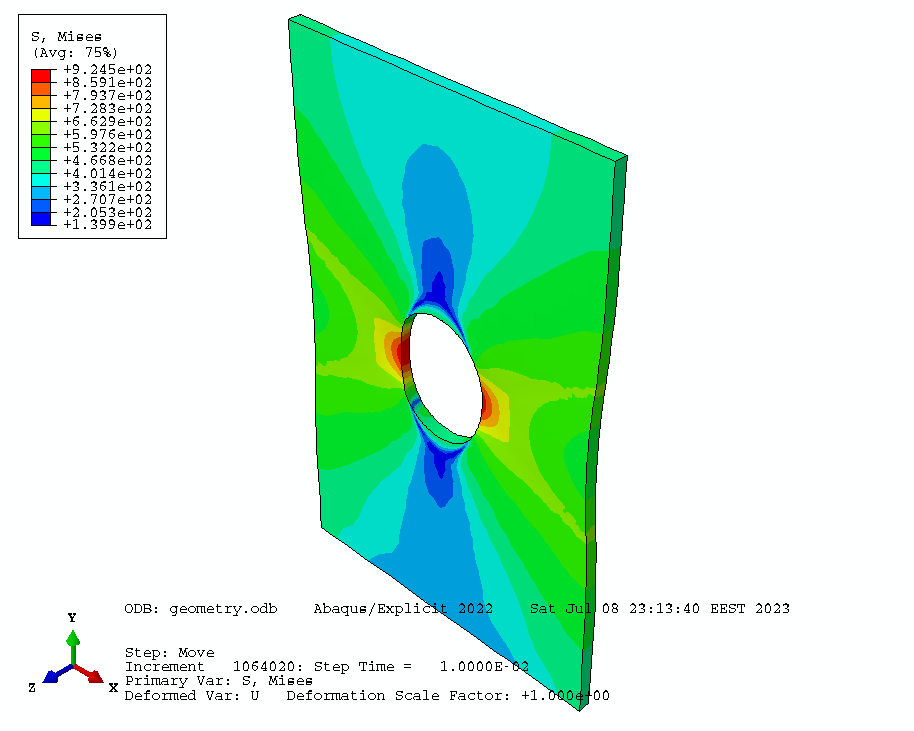 S, Mises
(Avg: 75%)
+9.245e+02
+8.591e+02
+7.937e+02
+7.283e+02
+6.629e+02
+5.976e+02
+5.322e+02
+4.668e+02
+4.014e+02
+3.361e+02
+2.707e+02
+2.053e+02
+1.399e+02
ODB: geometry.odb Abaqus/Explicit 2022 Sat Jul 08 23:13:40 EEST 2023
Y
Z
X
Step: Move
Increment 1064020: Step Time = 1.0000E-02
Primary Var: S, Mises
Deformed Var: U Deformation Scale Factor: +1.000e+00